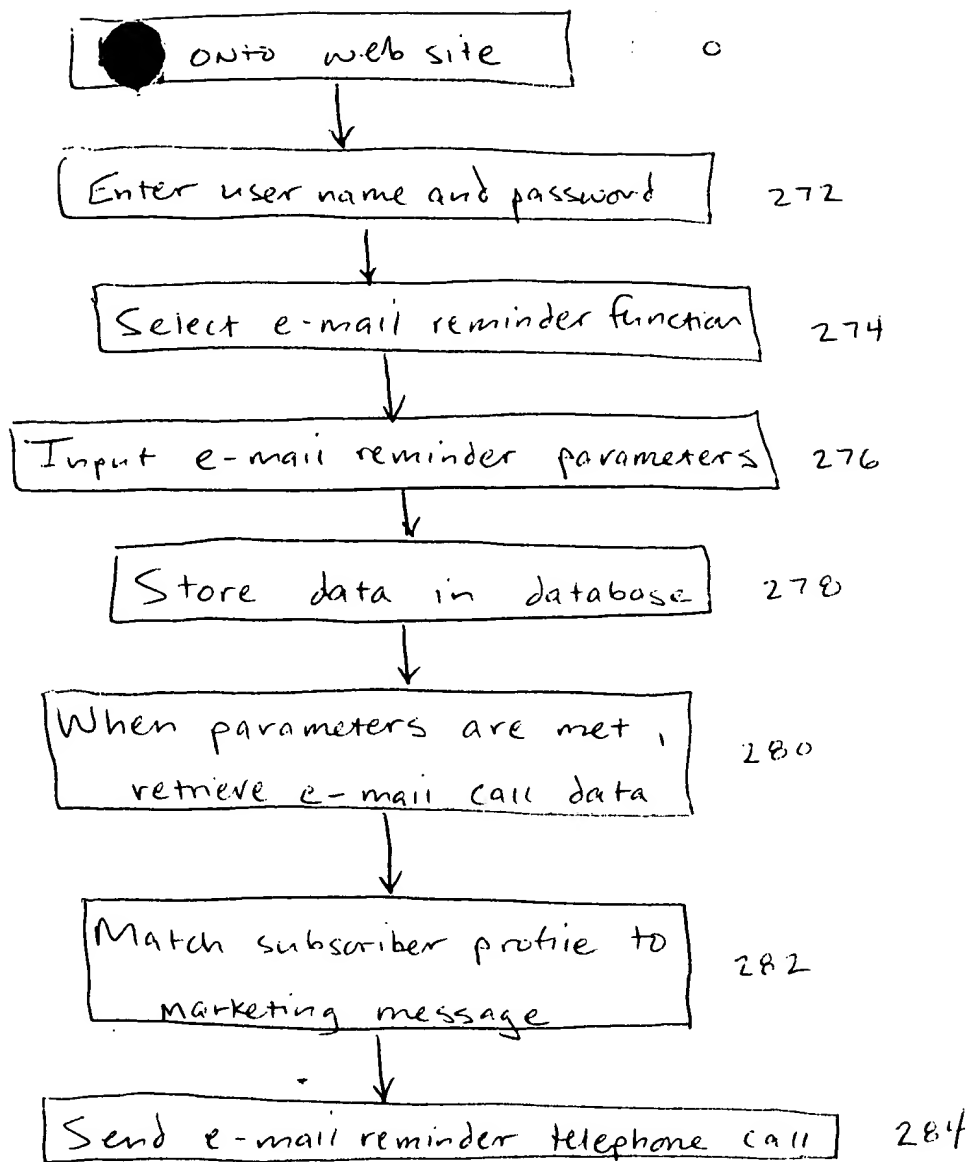 onto web site 0
Enter user name and password 272
Select e-mail reminder function 274
Input e-mail reminder parameters 276
Store data in database 278
When parameters are met, 280
retrieve e-mail call data
Match subscriber profile to 282
marketing message
Send e-mail reminder telephone call 284